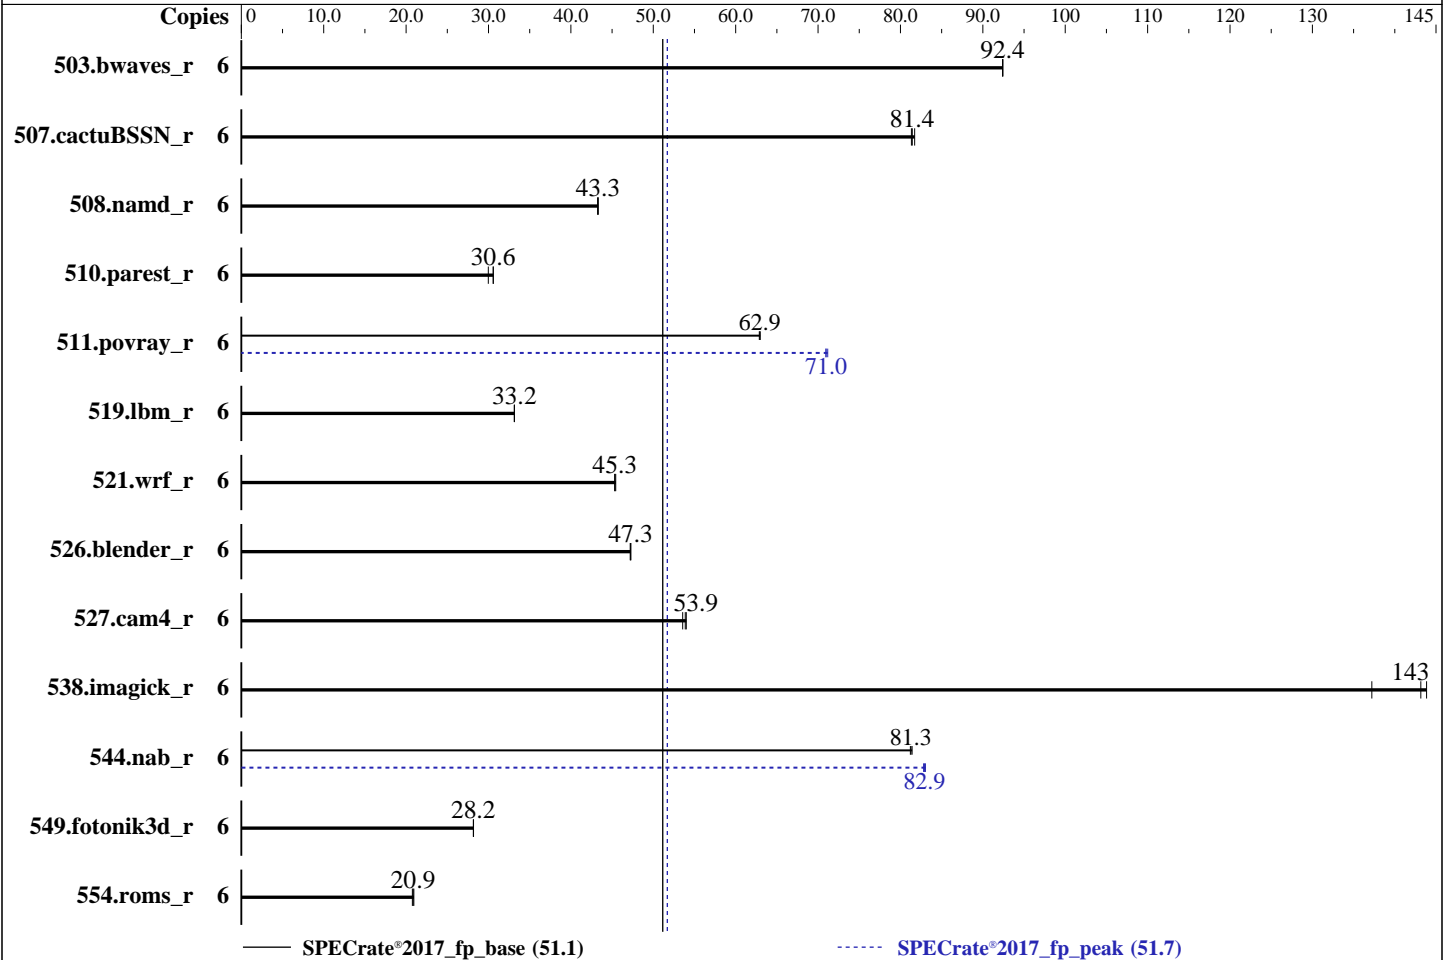 Copies 0 10.0 20.0 30.0 40.0 50.0 60.0 70.0 80.0 90.0 100 110 120 130 145
503.bwaves_r 6 92.4
507.cactuBSSN_r 6 81.4
508.namd_r 6 43.3
510.parest_r 6 30.6
511.povray_r 6 62.9
71.0
519.lbm_r 6 33.2
521.wrf_r 6 45.3
526.blender_r 6 47.3
527.cam4_r 6 53.9
538.imagick_r 6 143
544.nab_r 6 81.3
82.9
549.fotonik3d_r 6 28.2
554.roms_r 6 20.9
SPECrate®2017_fp_base (51.1) SPECrate®2017_fp_peak (51.7)